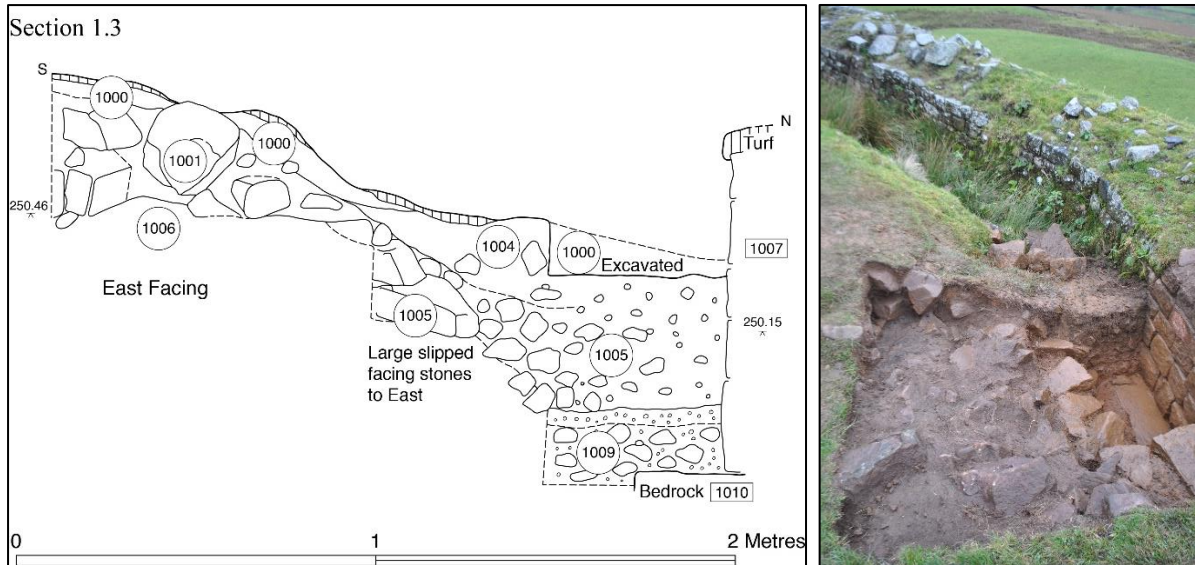 Section 1.3
S
1000
1001
1000
N
Turf
250.46
1006
1004
1000
1007
Excavated
East Facing
1005
250.15
Large slipped
facing stones
to East
1005
1009
Bedrock 1010
0 1 2 Metres